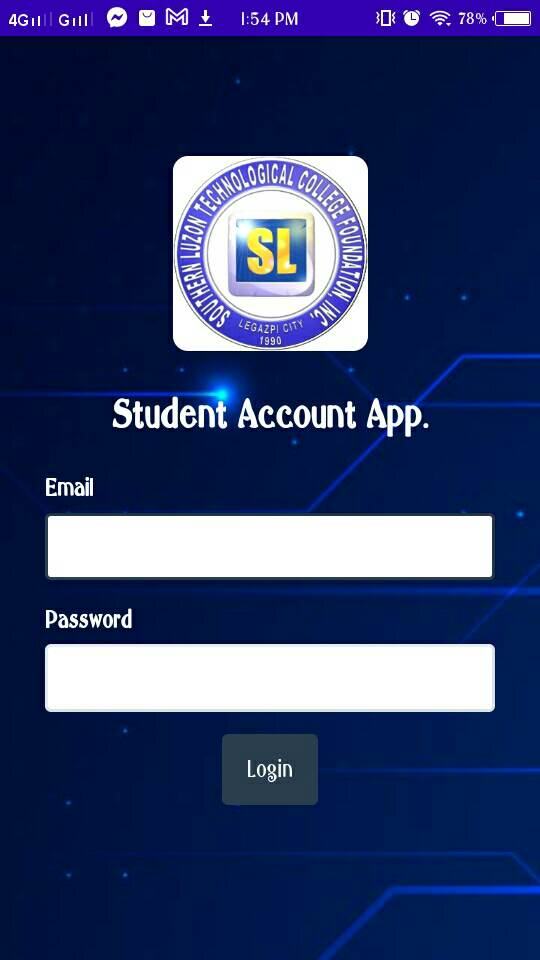 4G G 1:54 PM 78%
SOUTHERN LUZON TECHNOLOGICAL COLLEGE FOUNDATION, INC.
SL
LEGAZPI CITY
1990
Student Account App.
Email
Password
Login